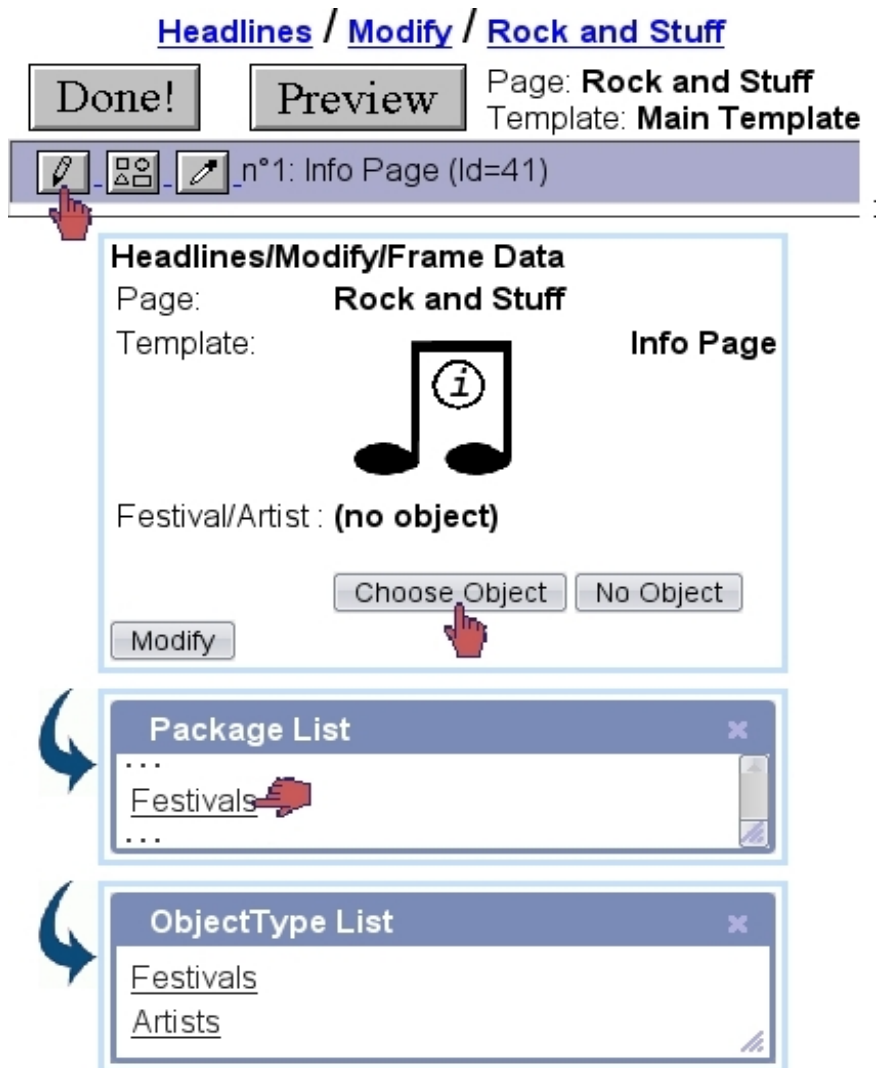 Headlines / Modify / Rock and Stuff
Done! Preview Page: Rock and Stuff
Template: Main Template
n°1: Info Page (Id=41)
Headlines/Modify/Frame Data
Page: Rock and Stuff
Template: Info Page
i
Festival/Artist : (no object)
Choose Object No Object
Modify
Package List
...
Festivals
...
ObjectType List
Festivals
Artists